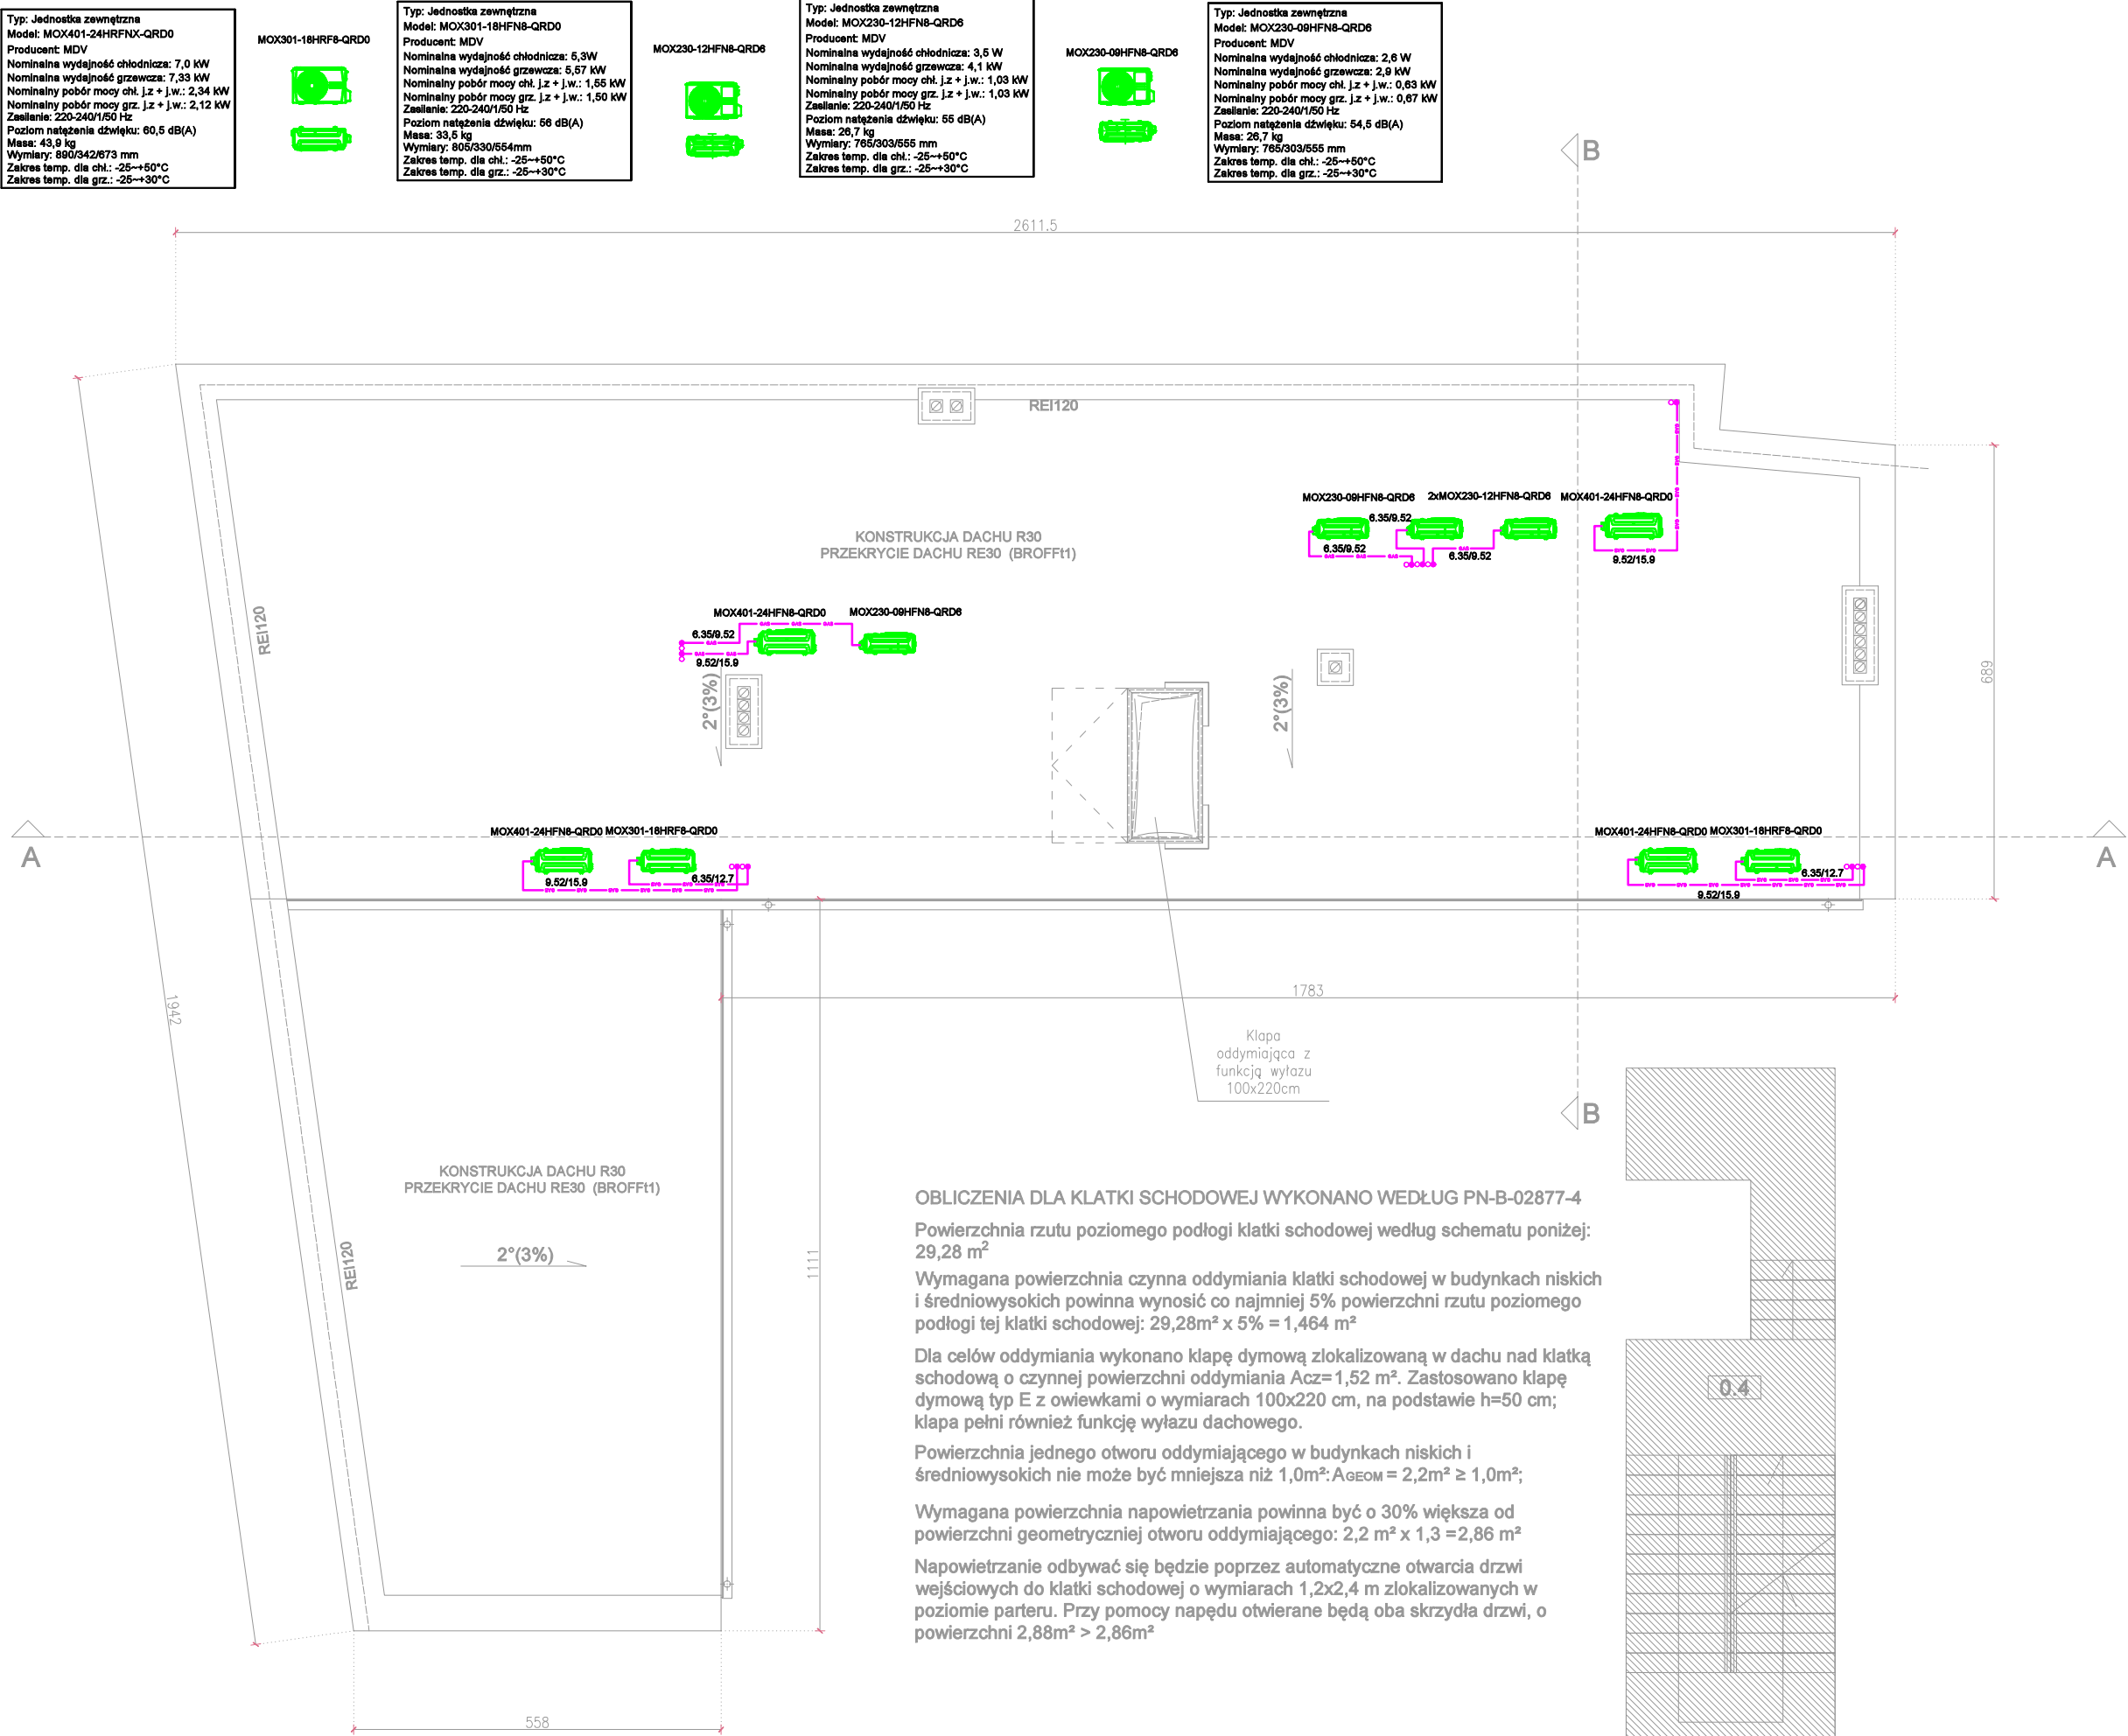 Typ: Jednostka zewnętrzna
Model: MOX401-24HRFNX-QRD0
Producent: MDV
Nominalna wydajność chłodnicza: 7,0 kW
Nominalna wydajność grzewcza: 7,33 kW
Nominalny pobór mocy chł. j.z + j.w.: 2,34 kW
Nominalny pobór mocy grz. j.z + j.w.: 2,12 kW
Zasilanie: 220-240/1/50 Hz
Poziom natężenia dźwięku: 60,5 dB(A)
Masa: 43,9 kg
Wymiary: 890/342/673 mm
Zakres temp. dla chł.: -25~+50°C
Zakres temp. dla grz.: -25~+30°C
MOX301-18HRF8-QRD0
Typ: Jednostka zewnętrzna
Model: MOX301-18HFN8-QRD0
Producent: MDV
Nominalna wydajność chłodnicza: 5,3W
Nominalna wydajność grzewcza: 5,57 kW
Nominalny pobór mocy chł. j.z + j.w.: 1,55 kW
Nominalny pobór mocy grz. j.z + j.w.: 1,50 kW
Zasilanie: 220-240/1/50 Hz
Poziom natężenia dźwięku: 56 dB(A)
Masa: 33,5 kg
Wymiary: 805/330/554mm
Zakres temp. dla chł.: -25~+50°C
Zakres temp. dla grz.: -25~+30°C
MOX230-12HFN8-QRD6
Typ: Jednostka zewnętrzna
Model: MOX230-12HFN8-QRD6
Producent: MDV
Nominalna wydajność chłodnicza: 3,5 W
Nominalna wydajność grzewcza: 4,1 kW
Nominalny pobór mocy chł. j.z + j.w.: 1,03 kW
Nominalny pobór mocy grz. j.z + j.w.: 1,03 kW
Zasilanie: 220-240/1/50 Hz
Poziom natężenia dźwięku: 55 dB(A)
Masa: 26,7 kg
Wymiary: 765/303/555 mm
Zakres temp. dla chł.: -25~+50°C
Zakres temp. dla grz.: -25~+30°C
MOX230-09HFN8-QRD6
Typ: Jednostka zewnętrzna
Model: MOX230-09HFN8-QRD6
Producent: MDV
Nominalna wydajność chłodnicza: 2,6 W
Nominalna wydajność grzewcza: 2,9 kW
Nominalny pobór mocy chł. j.z + j.w.: 0,63 kW
Nominalny pobór mocy grz. j.z + j.w.: 0,67 kW
Zasilanie: 220-240/1/50 Hz
Poziom natężenia dźwięku: 54,5 dB(A)
Masa: 26,7 kg
Wymiary: 765/303/555 mm
Zakres temp. dla chł.: -25~+50°C
Zakres temp. dla grz.: -25~+30°C
B
2611.5
REI120
MOX230-09HFN8-QRD6
2xMOX230-12HFN8-QRD6
MOX401-24HFN8-QRD0
6.35/9.52
6.35/9.52
6.35/9.52
9.52/15.9
KONSTRUKCJA DACHU R30
PRZEKRYCIE DACHU RE30 (BROFFt1)
REI120
MOX401-24HFN8-QRD0
MOX230-09HFN8-QRD6
6.35/9.52
9.52/15.9
2°(3%)
2°(3%)
689
A
MOX401-24HFN8-QRD0 MOX301-18HRF8-QRD0
9.52/15.9
6.35/12.7
MOX401-24HFN8-QRD0 MOX301-18HRF8-QRD0
6.35/12.7
9.52/15.9
A
1942
1783
Klapa
oddymiająca z
funkcją wyłazu
100x220cm
B
KONSTRUKCJA DACHU R30
PRZEKRYCIE DACHU RE30 (BROFFt1)
REI120
2°(3%)
1111
OBLICZENIA DLA KLATKI SCHODOWEJ WYKONANO WEDŁUG PN-B-02877-4
Powierzchnia rzutu poziomego podłogi klatki schodowej według schematu poniżej:
29,28 m²
Wymagana powierzchnia czynna oddymiania klatki schodowej w budynkach niskich
i średniowysokich powinna wynosić co najmniej 5% powierzchni rzutu poziomego
podłogi tej klatki schodowej: 29,28m² x 5% = 1,464 m²
Dla celów oddymiania wykonano klapę dymową zlokalizowaną w dachu nad klatką
schodową o czynnej powierzchni oddymiania Acz=1,52 m². Zastosowano klapę
dymową typ E z owiewkami o wymiarach 100x220 cm, na podstawie h=50 cm;
klapa pełni również funkcję wyłazu dachowego.
Powierzchnia jednego otworu oddymiającego w budynkach niskich i
średniowysokich nie może być mniejsza niż 1,0m²: AGEOM = 2,2m² ≥ 1,0m²;
Wymagana powierzchnia napowietrzania powinna być o 30% większa od
powierzchni geometryczniej otworu oddymiającego: 2,2 m² x 1,3 =2,86 m²
Napowietrzanie odbywać się będzie poprzez automatyczne otwarcia drzwi
wejściowych do klatki schodowej o wymiarach 1,2x2,4 m zlokalizowanych w
poziomie parteru. Przy pomocy napędu otwierane będą oba skrzydła drzwi, o
powierzchni 2,88m² > 2,86m²
0.4
558